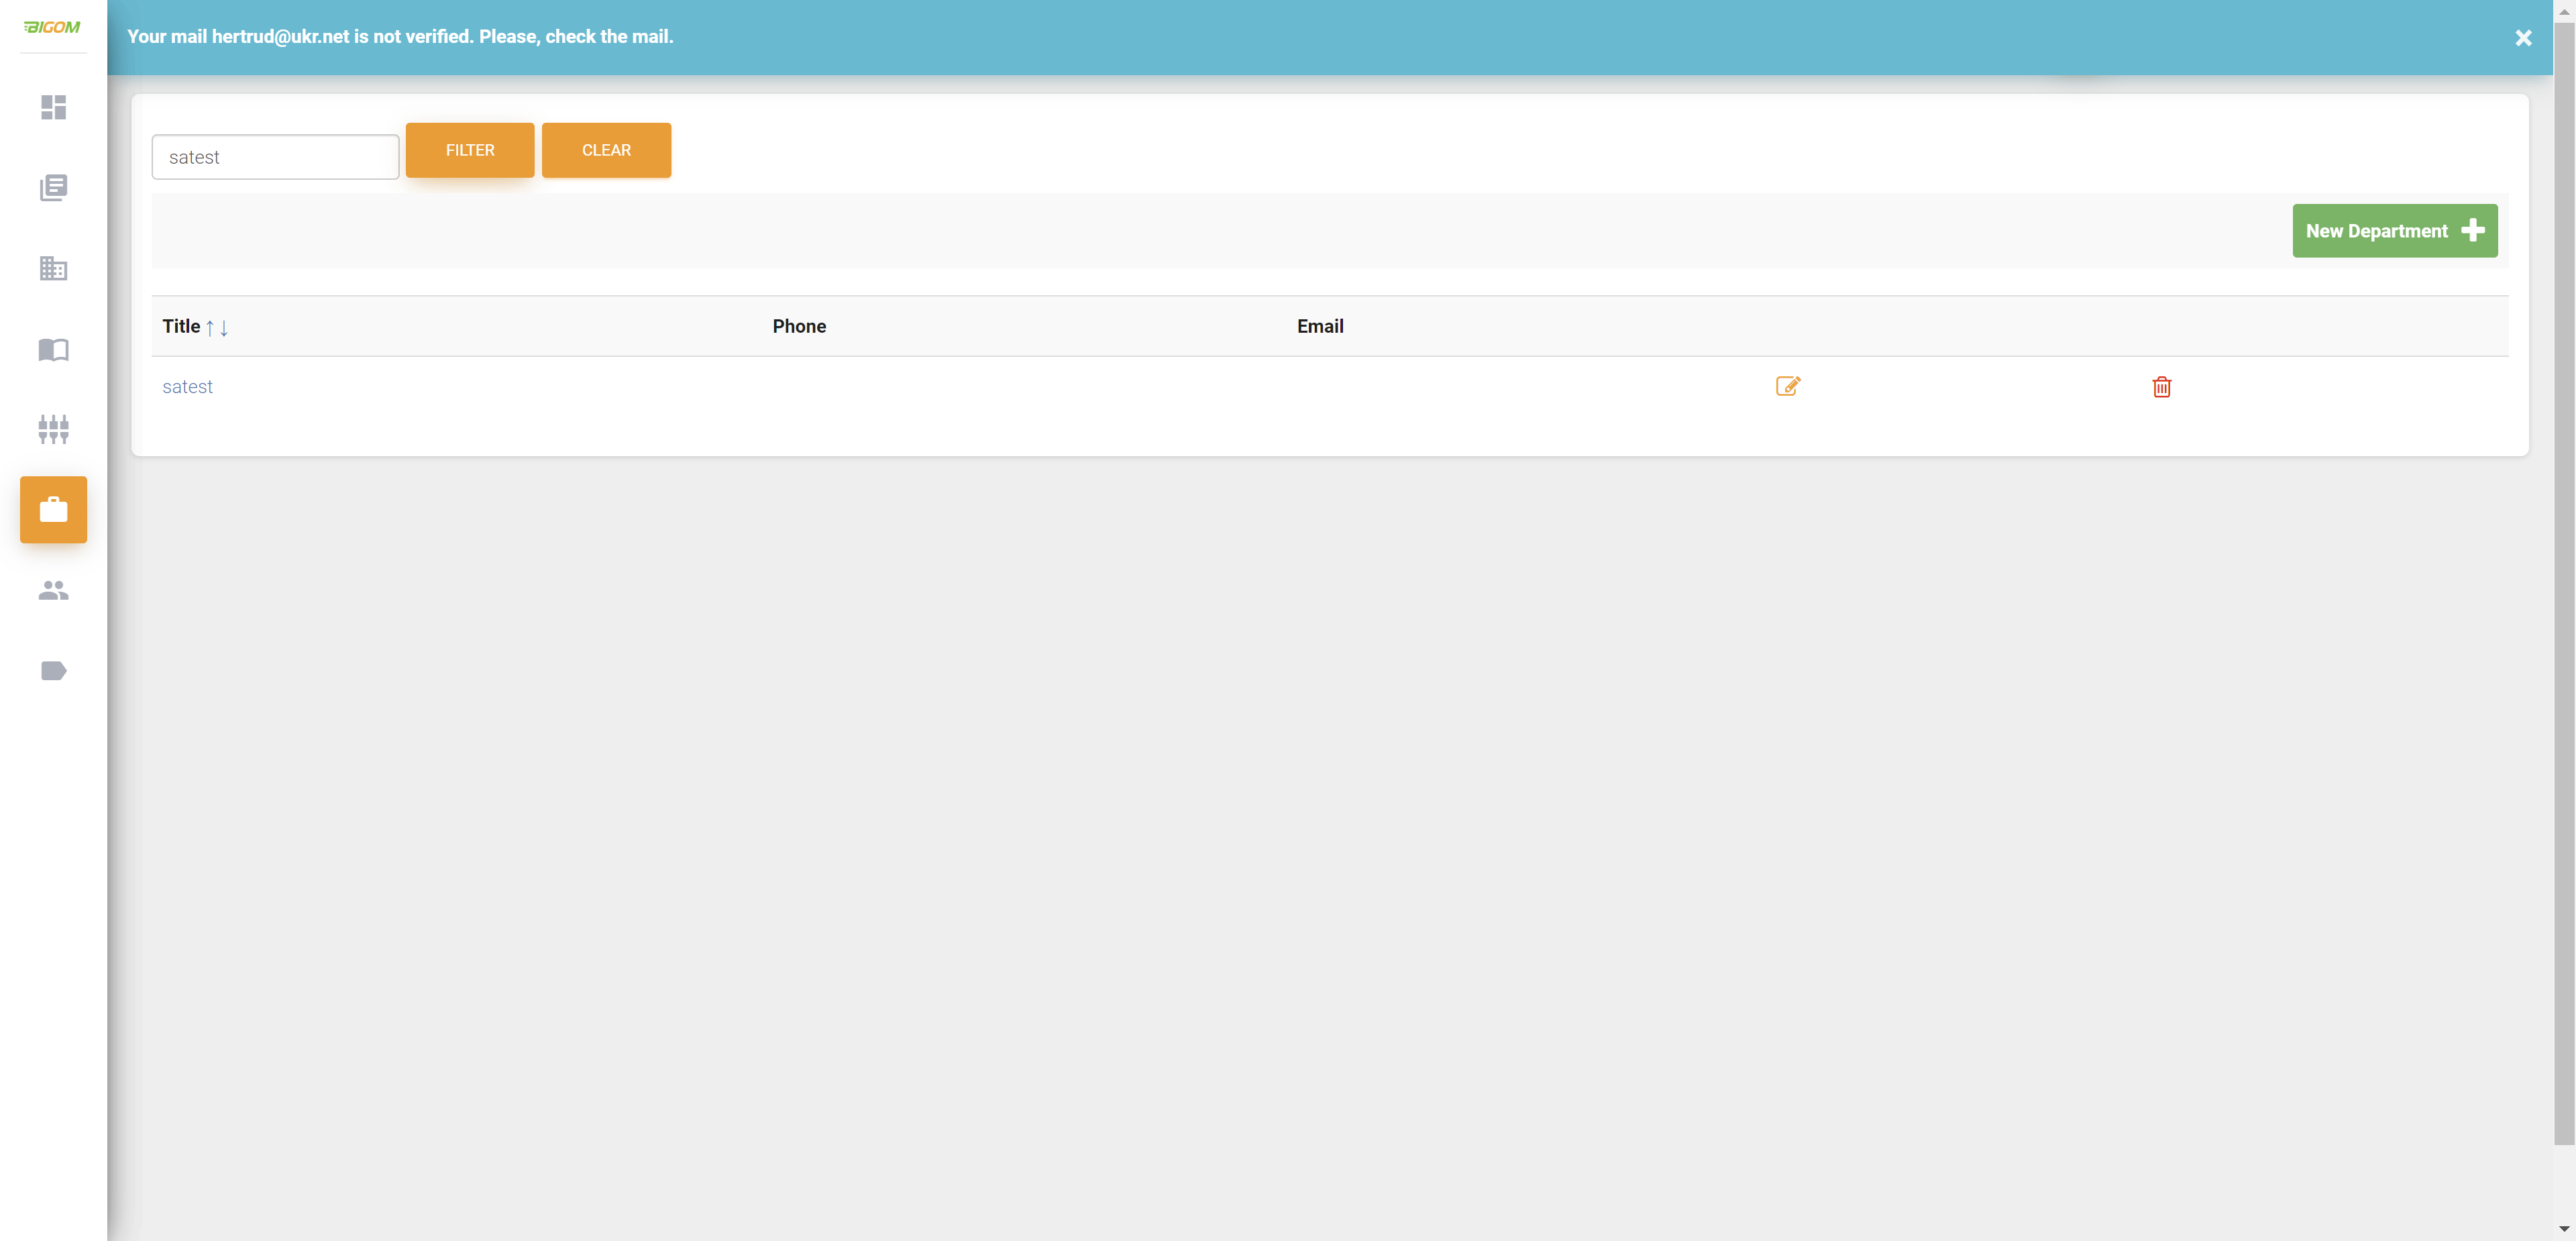 BIGOM
Your mail hertrud@ukr.net is not verified. Please, check the mail.
satest
FILTER
CLEAR
New Department
Title ↑↓
Phone
Email
satest